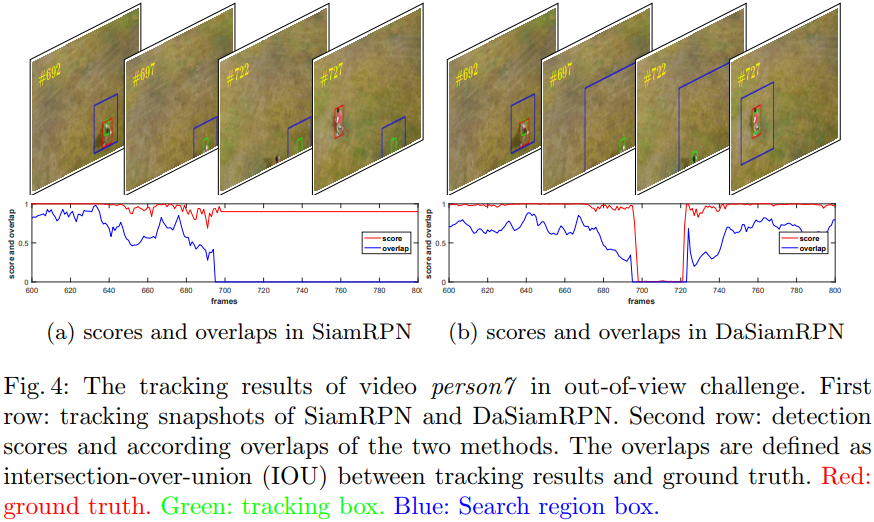 #692 #697 #722 #727 #692 #697 #722 #727
score and overlap
1
0.5
0
score
overlap
600 620 640 660 680 700 720 740 760 780 800
frames
score and overlap
1
0.5
0
score
overlap
600 620 640 660 680 700 720 740 760 780 800
frames
(a) scores and overlaps in SiamRPN (b) scores and overlaps in DaSiamRPN
Fig. 4: The tracking results of video person7 in out-of-view challenge. First
row: tracking snapshots of SiamRPN and DaSiamRPN. Second row: detection
scores and according overlaps of the two methods. The overlaps are defined as
intersection-over-union (IOU) between tracking results and ground truth. Red:
ground truth. Green: tracking box. Blue: Search region box.